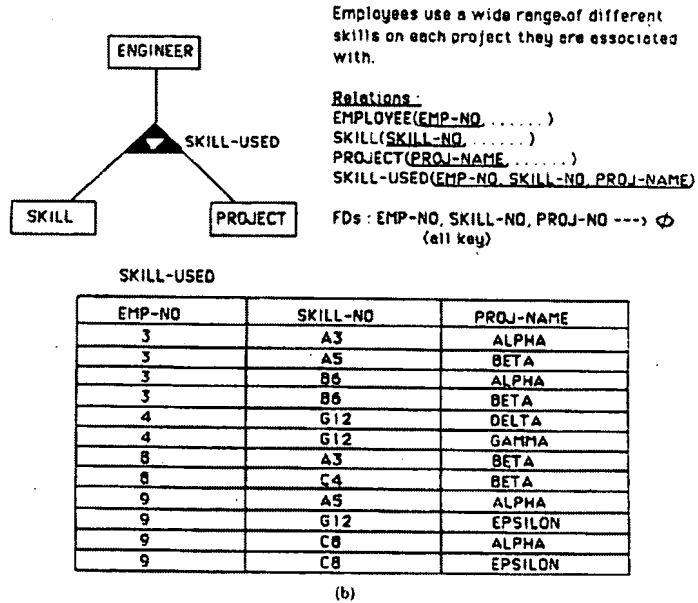 Employees use a wide range of different
skills on each project they are associated
with.
ENGINEER
SKILL-USED
SKILL
PROJECT
Relations:
EMPLOYEE(EMP-NO, ......)
SKILL(SKILL-NO, ......)
PROJECT(PROJ-NAME, ......)
SKILL-USED(EMP-NO, SKILL-NO, PROJ-NAME)
FDs : EMP-NO, SKILL-NO, PROJ-NO ---> Ø
(all key)
SKILL-USED
EMP-NO SKILL-NO PROJ-NAME
3 A3 ALPHA
3 A5 BETA
3 B6 ALPHA
3 B6 BETA
4 G12 DELTA
4 G12 GAMMA
8 A3 BETA
8 C4 BETA
9 A5 ALPHA
9 G12 EPSILON
9 C8 ALPHA
9 C8 EPSILON
(b)